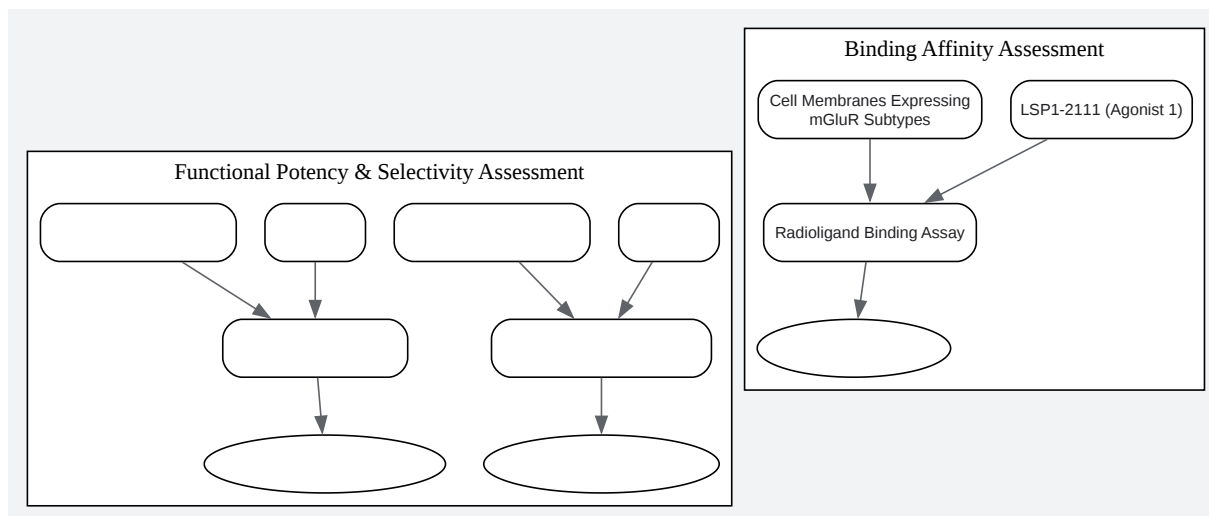 Binding Affinity Assessment
Cell Membranes Expressing
mGluR Subtypes
LSP1-2111 (Agonist 1)
Functional Potency & Selectivity Assessment
Radioligand Binding Assay